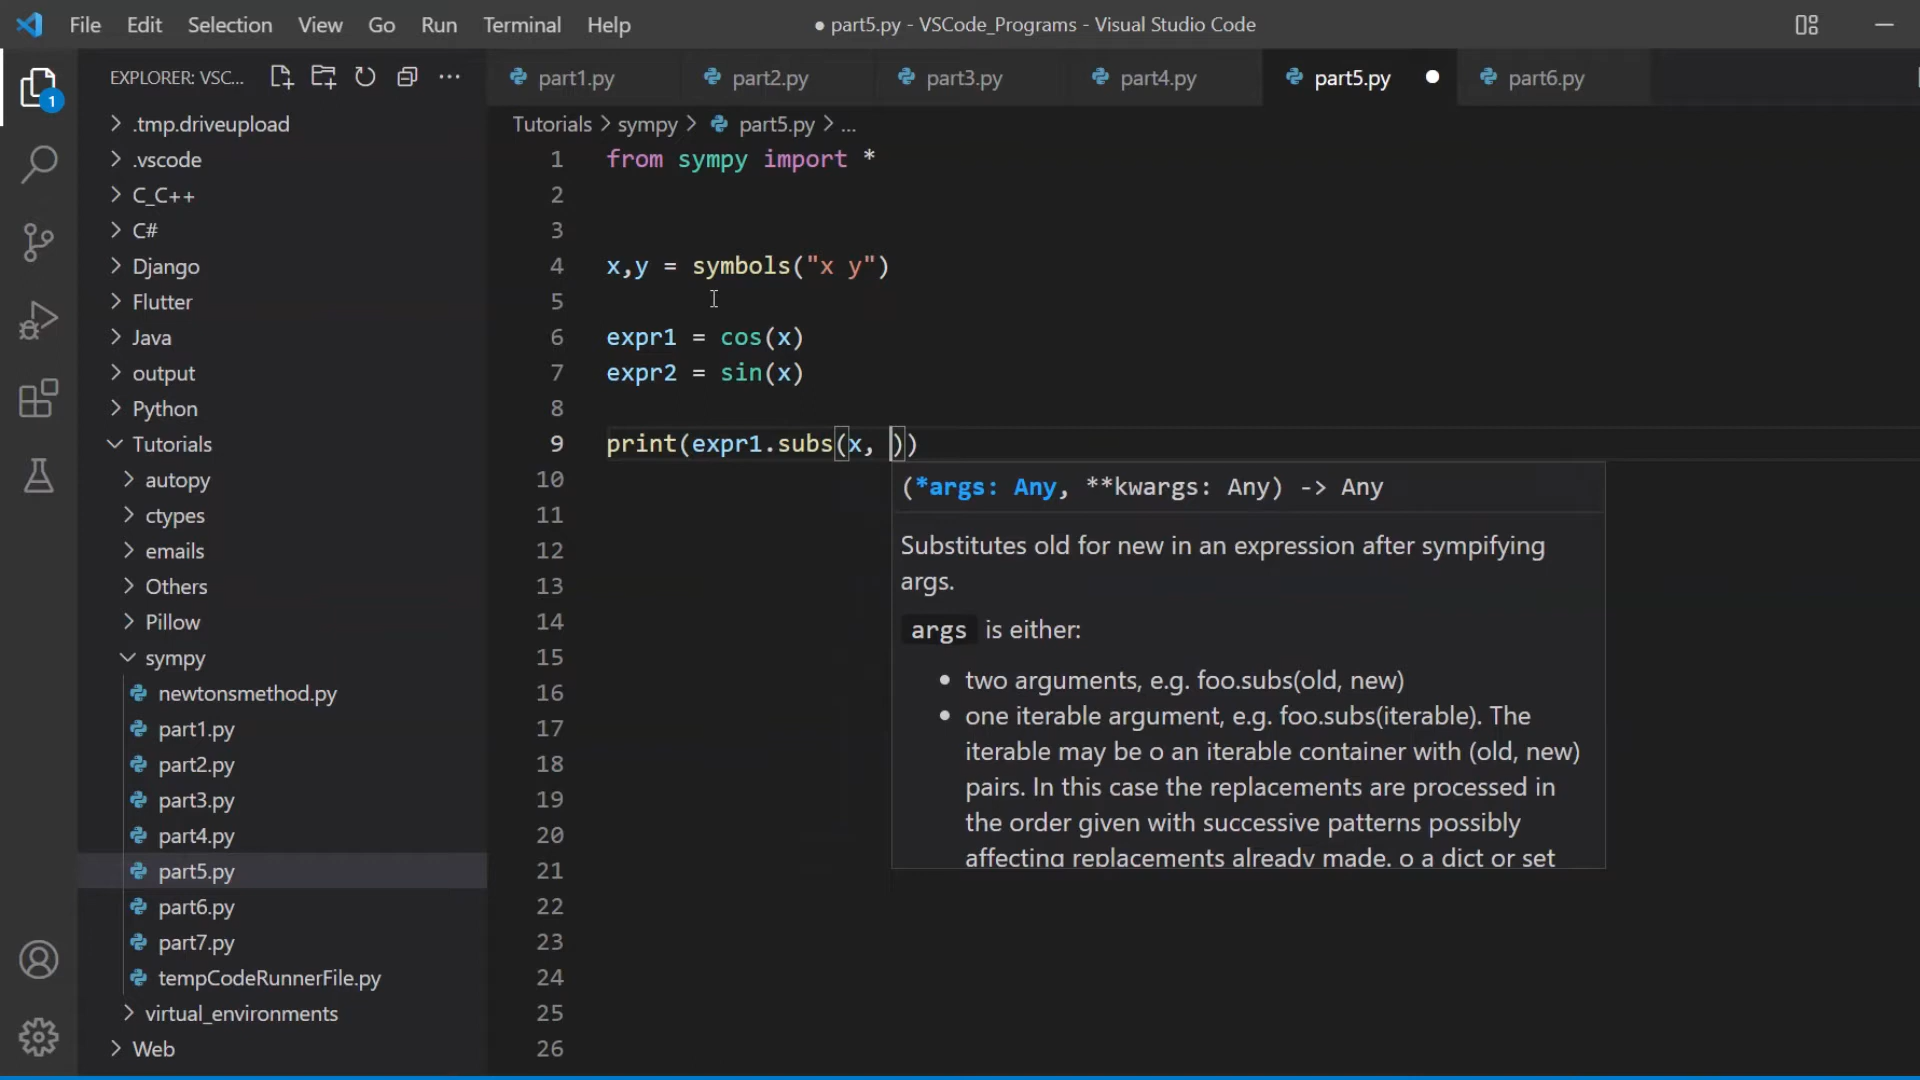 File Edit Selection View Go Run Terminal Help ● part5.py - VSCode_Programs - Visual Studio Code
EXPLORER: VSC... ...
part1.py part2.py part3.py part4.py part5.py part6.py
Tutorials > sympy > part5.py > ...
1
.tmp.driveupload
.vscode
C_C++
C#
Django
Flutter
Java
output
Python
Tutorials
autopy
ctypes
emails
Others
Pillow
sympy
newtonsmethod.py
part1.py
part2.py
part3.py
part4.py
part5.py
part6.py
part7.py
tempCodeRunnerFile.py
virtual_environments
Web
1 from sympy import *
2
3
4 x,y = symbols("x y")
5
6 expr1 = cos(x)
7 expr2 = sin(x)
8
9 print(expr1.subs(x, ))
10
11
12
13
14
15
16
17
18
19
20
21
22
23
24
25
26
(*args: Any, **kwargs: Any) -> Any
Substitutes old for new in an expression after sympifying
args.
args is either:
• two arguments, e.g. foo.subs(old, new)
• one iterable argument, e.g. foo.subs(iterable). The
iterable may be o an iterable container with (old, new)
pairs. In this case the replacements are processed in
the order given with successive patterns possibly
affecting replacements already made. o a dict or set